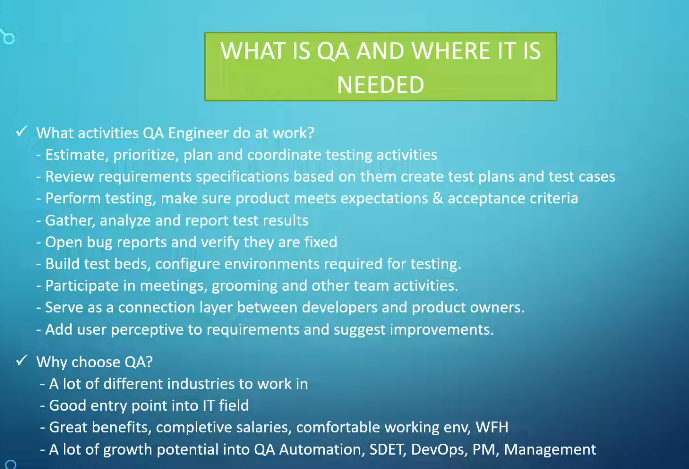 WHAT IS QA AND WHERE IT IS
NEEDED
✓ What activities QA Engineer do at work?
- Estimate, prioritize, plan and coordinate testing activities
- Review requirements specifications based on them create test plans and test cases
- Perform testing, make sure product meets expectations & acceptance criteria
- Gather, analyze and report test results
- Open bug reports and verify they are fixed
- Build test beds, configure environments required for testing.
- Participate in meetings, grooming and other team activities.
- Serve as a connection layer between developers and product owners.
- Add user perceptive to requirements and suggest improvements.
✓ Why choose QA?
- A lot of different industries to work in
- Good entry point into IT field
- Great benefits, completive salaries, comfortable working env, WFH
- A lot of growth potential into QA Automation, SDET, DevOps, PM, Management